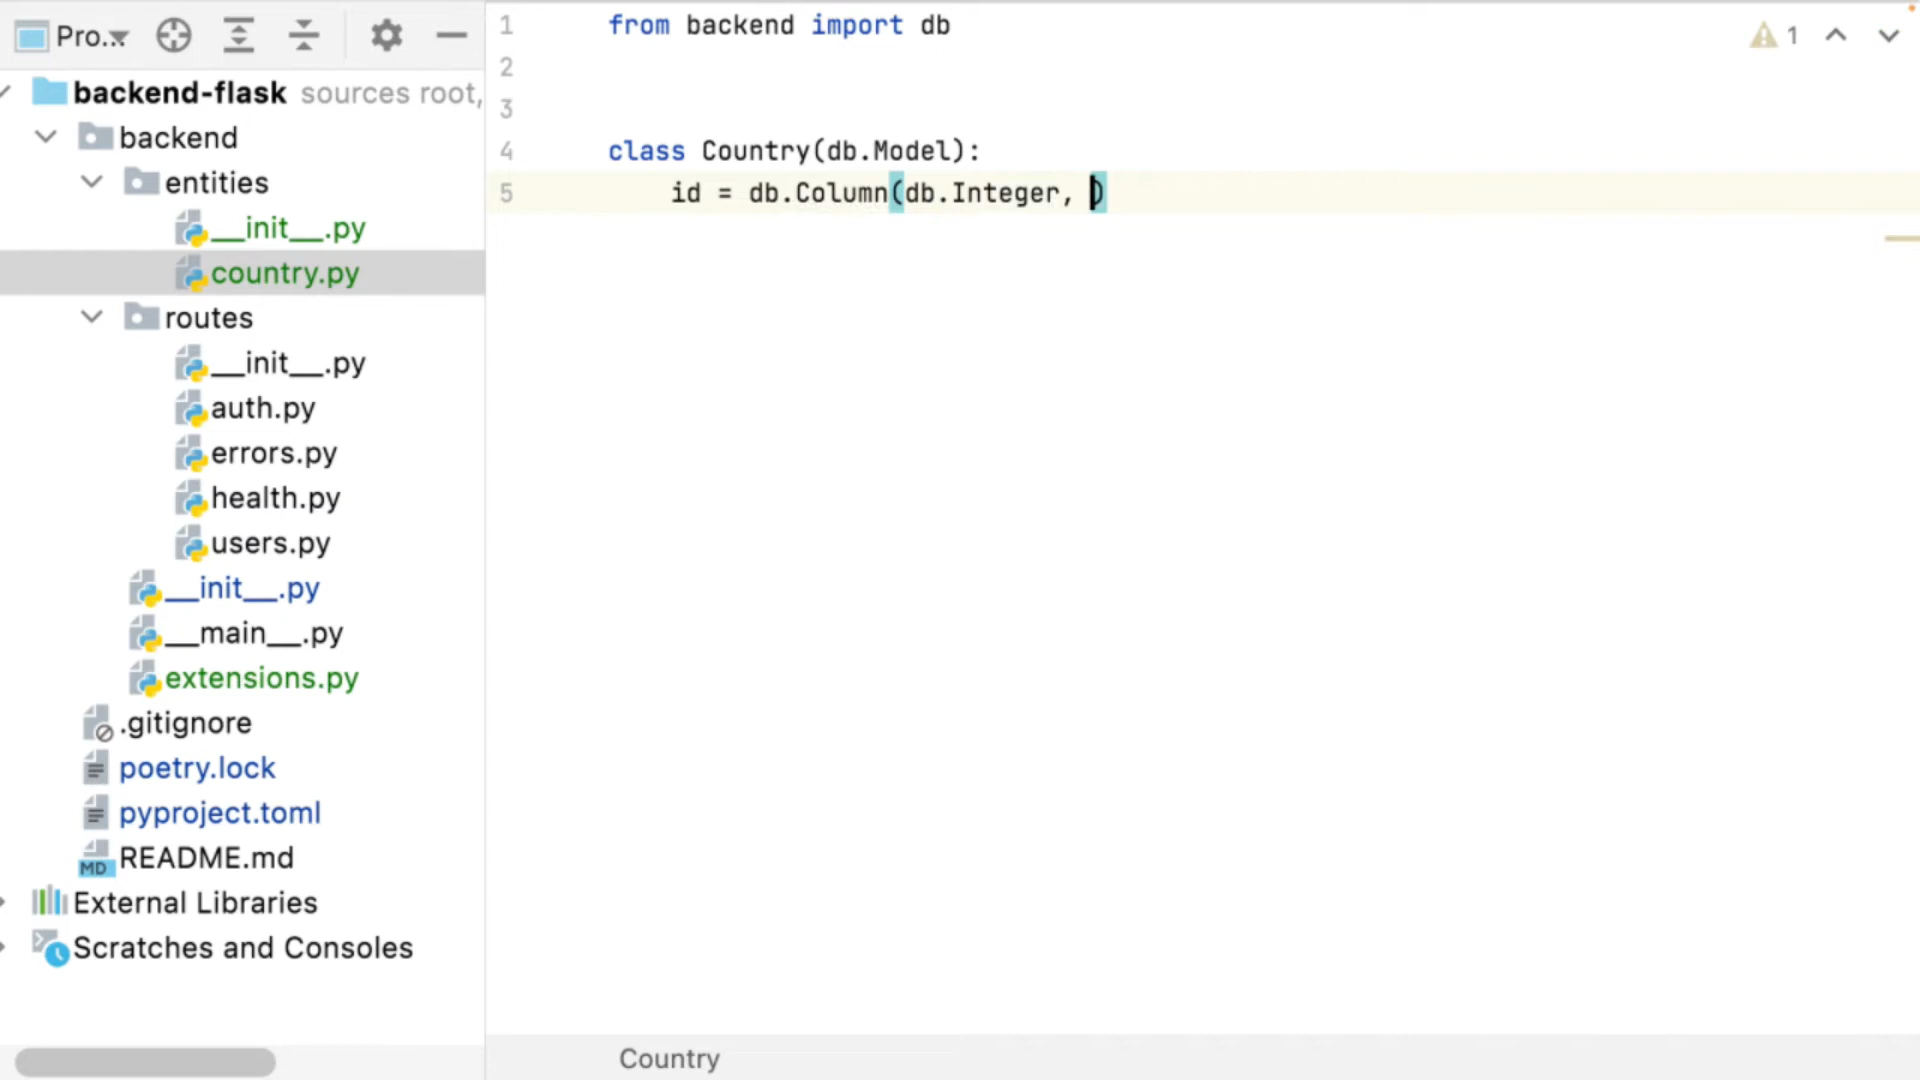 Pro...
backend-flask sources root,
backend
entities
__init__.py
country.py
routes
__init__.py
auth.py
errors.py
health.py
users.py
__init__.py
__main__.py
extensions.py
.gitignore
poetry.lock
pyproject.toml
MD README.md
External Libraries
Scratches and Consoles
1 from backend import db
2
3
4 class Country(db.Model):
5 id = db.Column(db.Integer, )
1
Country